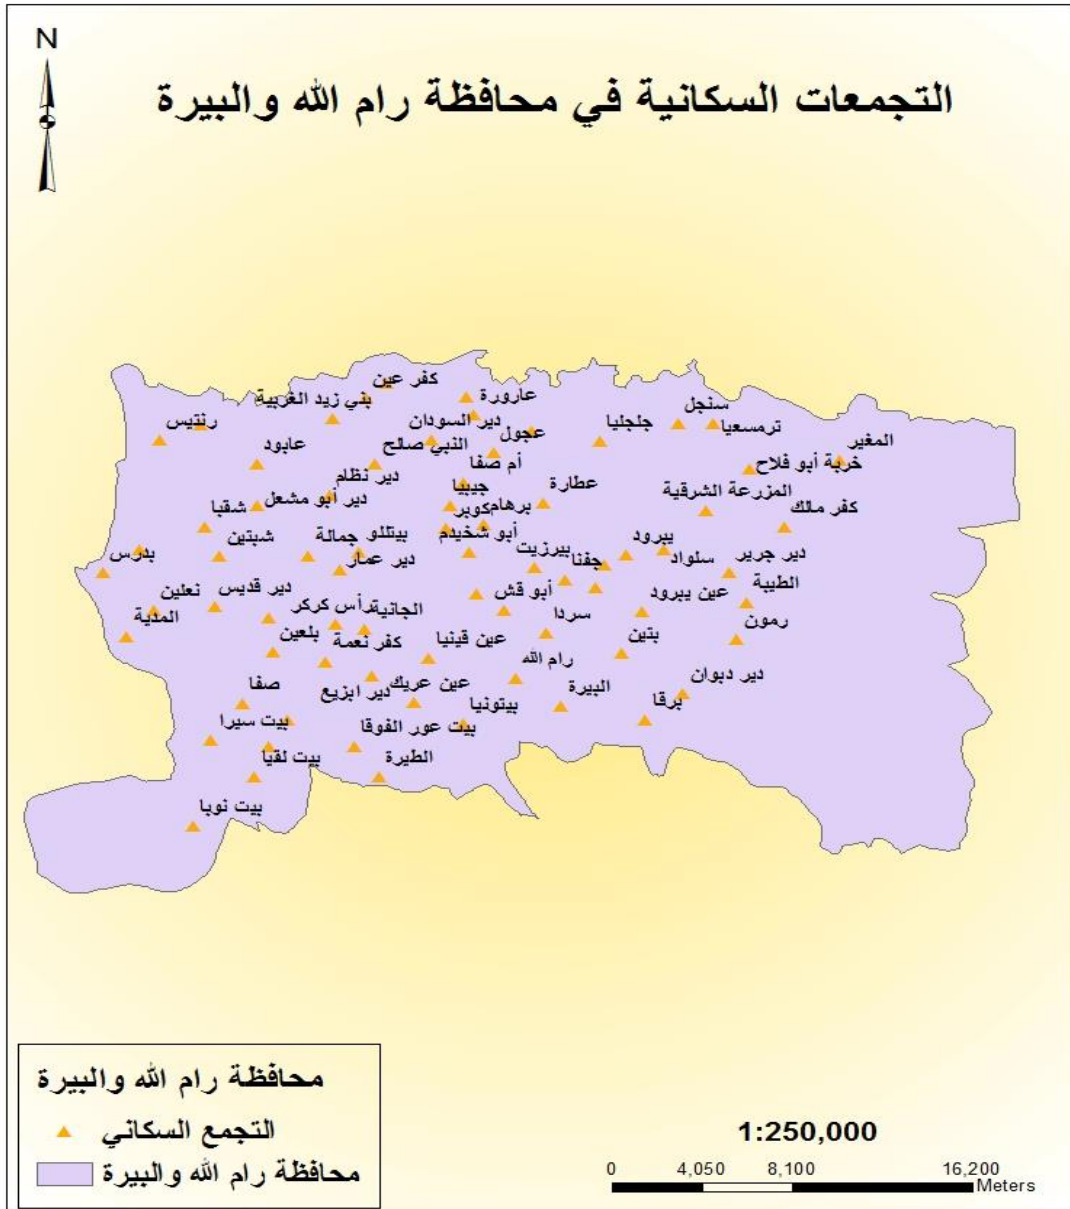 N
التجمعات السكانية في محافظة رام الله والبيرة
كفر عين
بني زيد الغربية
عارورة
دير السودان
سنجل
ترمسعيا
جلجليا
رنتيس
عجول
النبي صالح
عابود
المغير
خربة أبو فلاح
أم صفا
دير نظام
جيبيا
عطارة
المزرعة الشرقية
كفر مالك
دير أبو مشعل
شقبا
برهام
كوبر
أبو شخيدم
بيتللو
جمالة
شبتين
يبرود
سلواد
دير جرير
بيرزيت
جفنا
دير عمار
بدرس
الطيبة
عين يبرود
أبو قش
دير قديس
نعلين
المدية
الجانية
رأس كركر
سردا
رمون
بلعين
كفر نعمة
عين قينيا
بتين
رام الله
دير دبوان
البيرة
برقا
صفا
عين عريك
دير ابزيع
بيتونيا
بيت سيرا
بيت عور الفوقا
بيت لقيا
الطيرة
بيت نوبا
محافظة رام الله والبيرة
التجمع السكاني
محافظة رام الله والبيرة
1:250,000
0 4,050 8,100 16,200
Meters